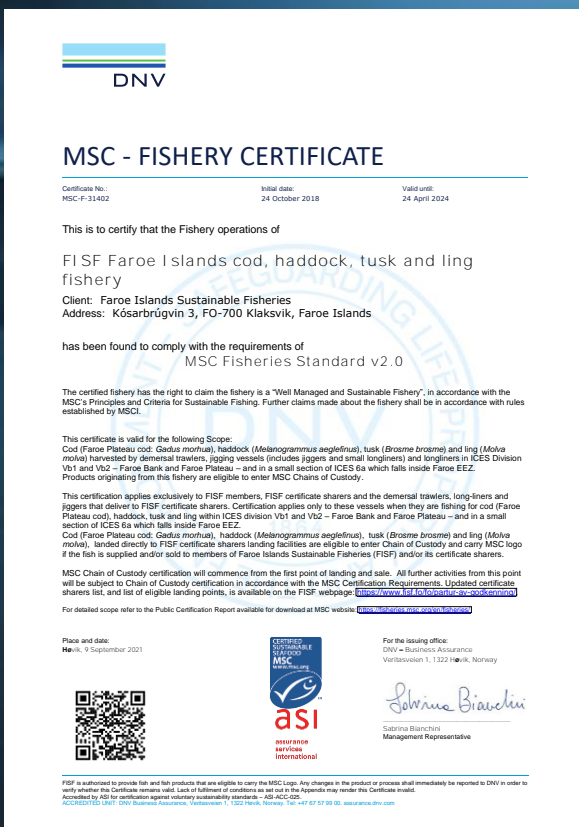 DNV
MSC - FISHERY CERTIFICATE
Certificate No.:
MSC-F-31402
Initial date:
24 October 2018
Valid until:
24 April 2024
This is to certify that the Fishery operations of
FISF Faroe Islands cod, haddock, tusk and ling
fishery
Client: Faroe Islands Sustainable Fisheries
Address: Kósarbrúgvin 3, FO-700 Klaksvik, Faroe Islands
has been found to comply with the requirements of
MSC Fisheries Standard v2.0
The certified fishery has the right to claim the fishery is a "Well Managed and Sustainable Fishery", in accordance with the
MSC's Principles and Criteria for Sustainable Fishing. Further claims made about the fishery shall be in accordance with rules
established by MSCI.
This certificate is valid for the following Scope:
Cod (Faroe Plateau cod: Gadus morhua), haddock (Melanogrammus aeglefinus), tusk (Brosme brosme) and ling (Molva
molva) harvested by demersal trawlers, jigging vessels (includes jiggers and small longliners) and longliners in ICES Division
Vb1 and Vb2 – Faroe Bank and Faroe Plateau – and in a small section of ICES 6a which falls inside Faroe EEZ.
Products originating from this fishery are eligible to enter MSC Chains of Custody.
This certification applies exclusively to FISF members, FISF certificate sharers and the demersal trawlers, long-liners and
jiggers that deliver to FISF certificate sharers. Certification applies only to these vessels when they are fishing for cod (Faroe
Plateau cod), haddock, tusk and ling within ICES division Vb1 and Vb2 – Faroe Bank and Faroe Plateau – and in a small
section of ICES 6a which falls inside Faroe EEZ.
Cod (Faroe Plateau cod: Gadus morhua), haddock (Melanogrammus aeglefinus), tusk (Brosme brosme) and ling (Molva
molva), landed directly to FISF certificate sharers landing facilities are eligible to enter Chain of Custody and carry MSC logo
if the fish is supplied and/or sold to members of Faroe Islands Sustainable Fisheries (FISF) and/or its certificate sharers.
MSC Chain of Custody certification will commence from the first point of landing and sale. All further activities from this point
will be subject to Chain of Custody certification in accordance with the MSC Certification Requirements. Updated certificate
sharers list, and list of eligible landing points, is available on the FISF webpage: https://www.fisf.fo/fo/partur-av-godkenning/
For detailed scope refer to the Public Certification Report available for download at MSC website: https://fisheries.msc.org/en/fisheries/
Place and date:
Høvik, 9 September 2021
CERTIFIED
SUSTAINABLE
SEAFOOD
MSC
www.msc.org
asi
assurance
services
international
For the issuing office:
DNV – Business Assurance
Veritasveien 1, 1322 Høvik, Norway
Sabrina Bianchini
Sabrina Bianchini
Management Representative
FISF is authorized to provide fish and fish products that are eligible to carry the MSC Logo. Any changes in the product or process shall immediately be reported to DNV in order to
verify whether this Certificate remains valid. Lack of fulfilment of conditions as set out in the Appendix may render this Certificate invalid.
Accredited by ASI for certification against voluntary sustainability standards – ASI-ACC-025.
ACCREDITED UNIT: DNV Business Assurance, Veritasveien 1, 1322 Høvik, Norway. Tel: +47 67 57 99 00. assurance.dnv.com